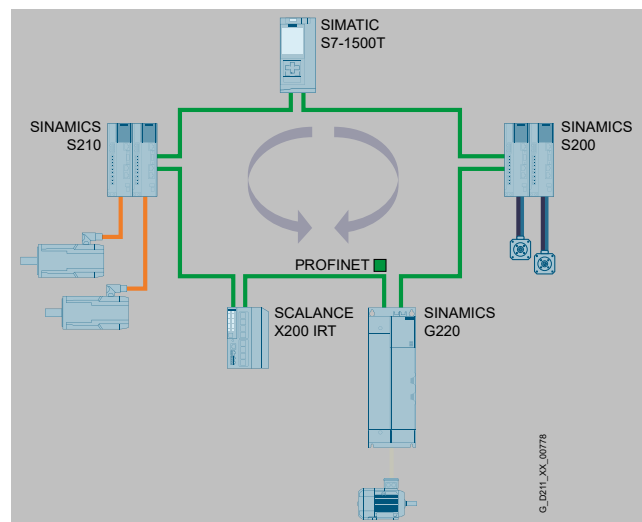 SIMATIC
S7-1500T
SINAMICS
S210
SINAMICS
S200
PROFINET
SCALANCE
X200 IRT
SINAMICS
G220
G_D211_XX_00778